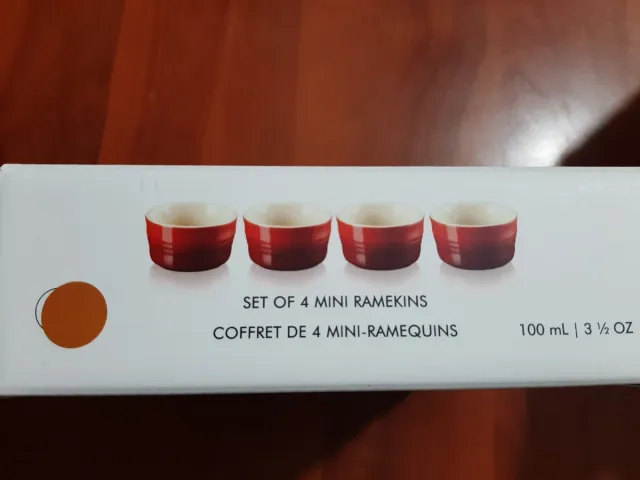 SET OF 4 MINI RAMEKINS
COFFRET DE 4 MINI-RAMEQUINS
100 mL | 3 ½ OZ